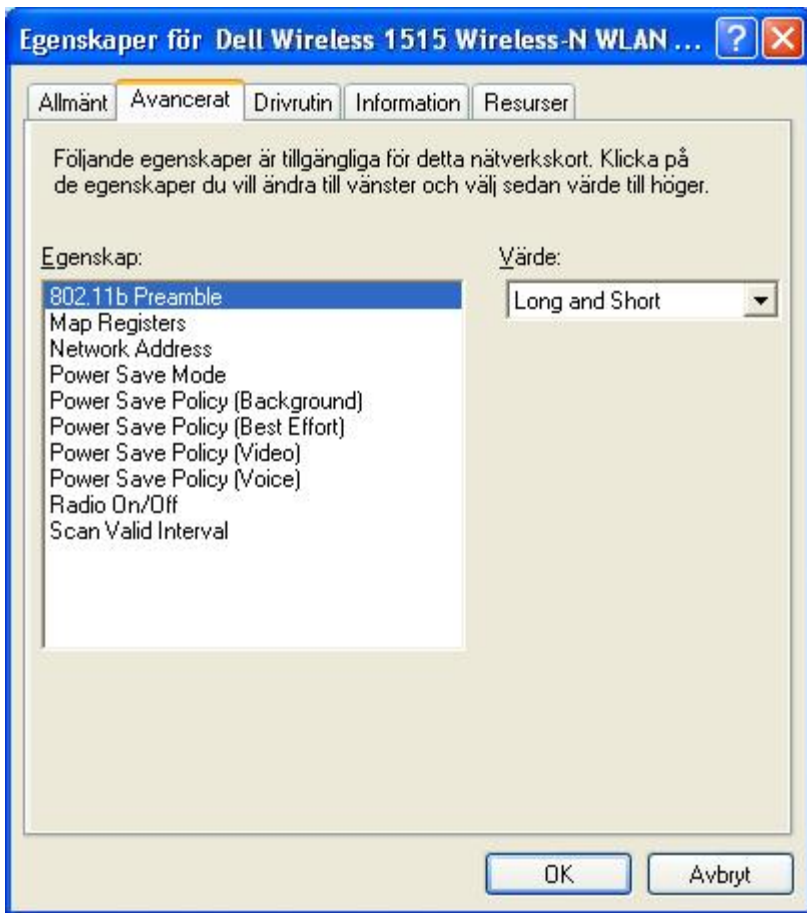 Egenskaper för Dell Wireless 1515 Wireless-N WLAN ...
Allmänt Avancerat Drivrutin Information Resurser
Följande egenskaper är tillgängliga för detta nätverkskort. Klicka på
de egenskaper du vill ändra till vänster och välj sedan värde till höger.
Egenskap:
802.11b Preamble
Map Registers
Network Address
Power Save Mode
Power Save Policy (Background)
Power Save Policy (Best Effort)
Power Save Policy (Video)
Power Save Policy (Voice)
Radio On/Off
Scan Valid Interval
Värde:
Long and Short
OK Avbryt